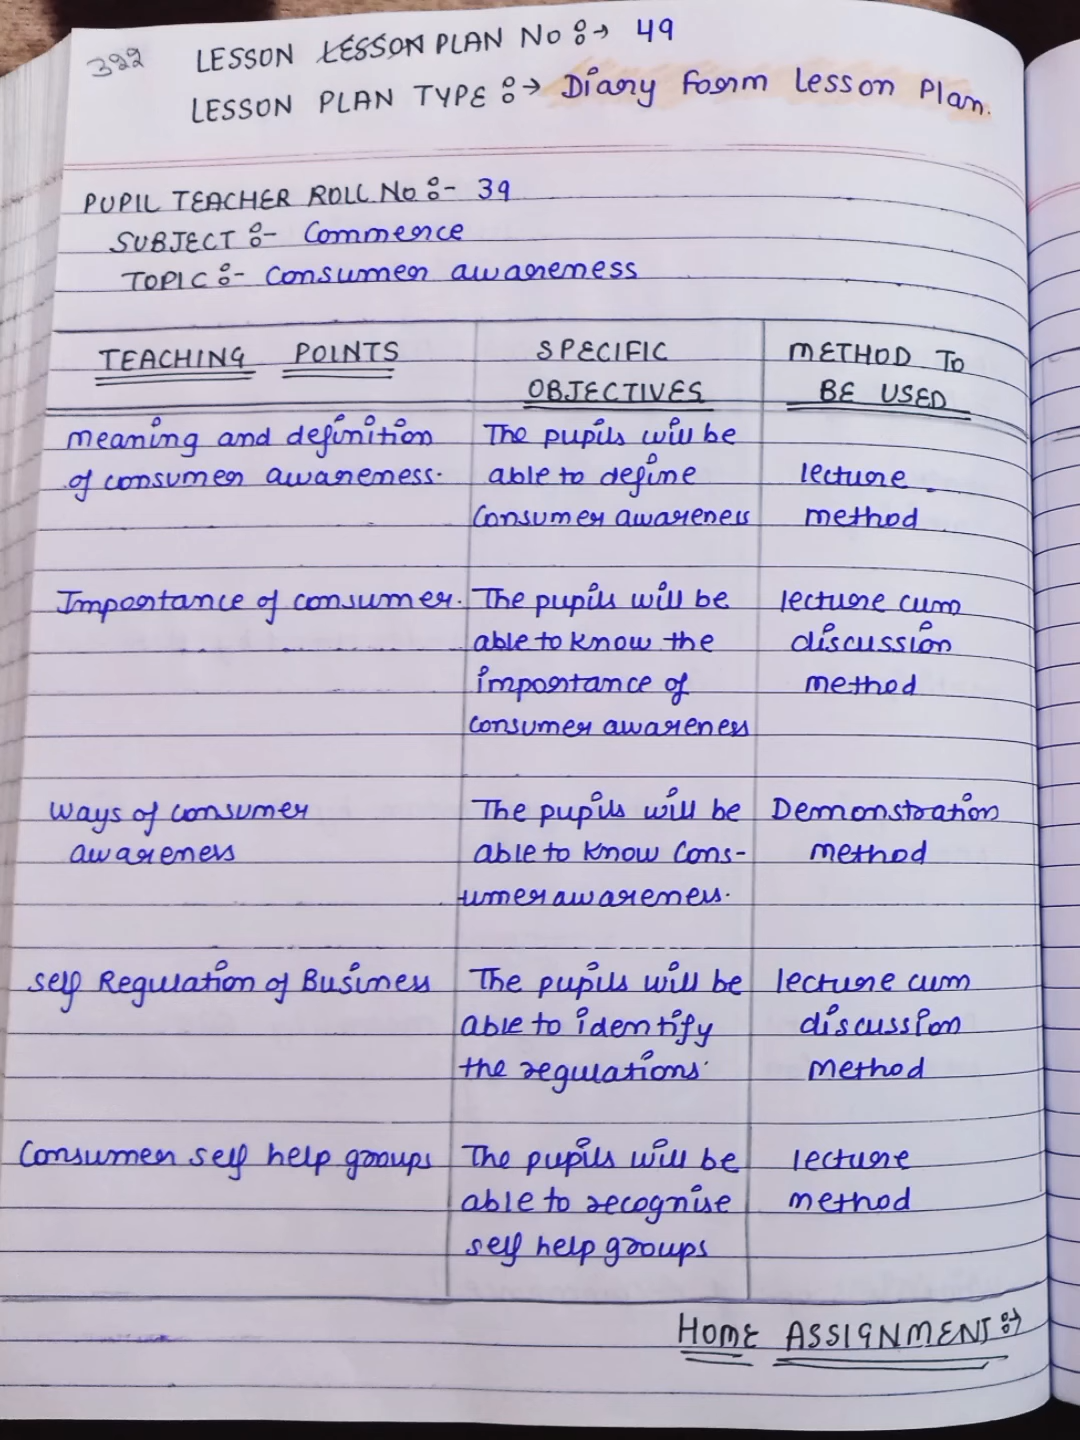 322
LESSON LESSON PLAN No :→ 49
LESSON PLAN TYPE :→ Diary Form lesson Plan.
PUPIL TEACHER ROLL No :- 39
SUBJECT :- Commerce
TOPIC :- Consumer awareness
TEACHING POINTS
SPECIFIC
OBJECTIVES
METHOD To
BE USED
meaning and definition
of consumer awareness.
The pupils will be
able to define
Consumer awareness
lecture
method
Importance of consumer.
The pupils will be
able to know the
importance of
consumer awareness
lecture cum
discussion
method
Ways of consumer
awareness
The pupils will be
able to know Cons-
umer awareness.
Demonstration
method
self Regulation of Business
The pupils will be
able to identify
the regulations.
lecture cum
discussion
method
Consumer self help groups
The pupils will be
able to recognise
self help groups
lecture
method
HOME ASSIGNMENT :→